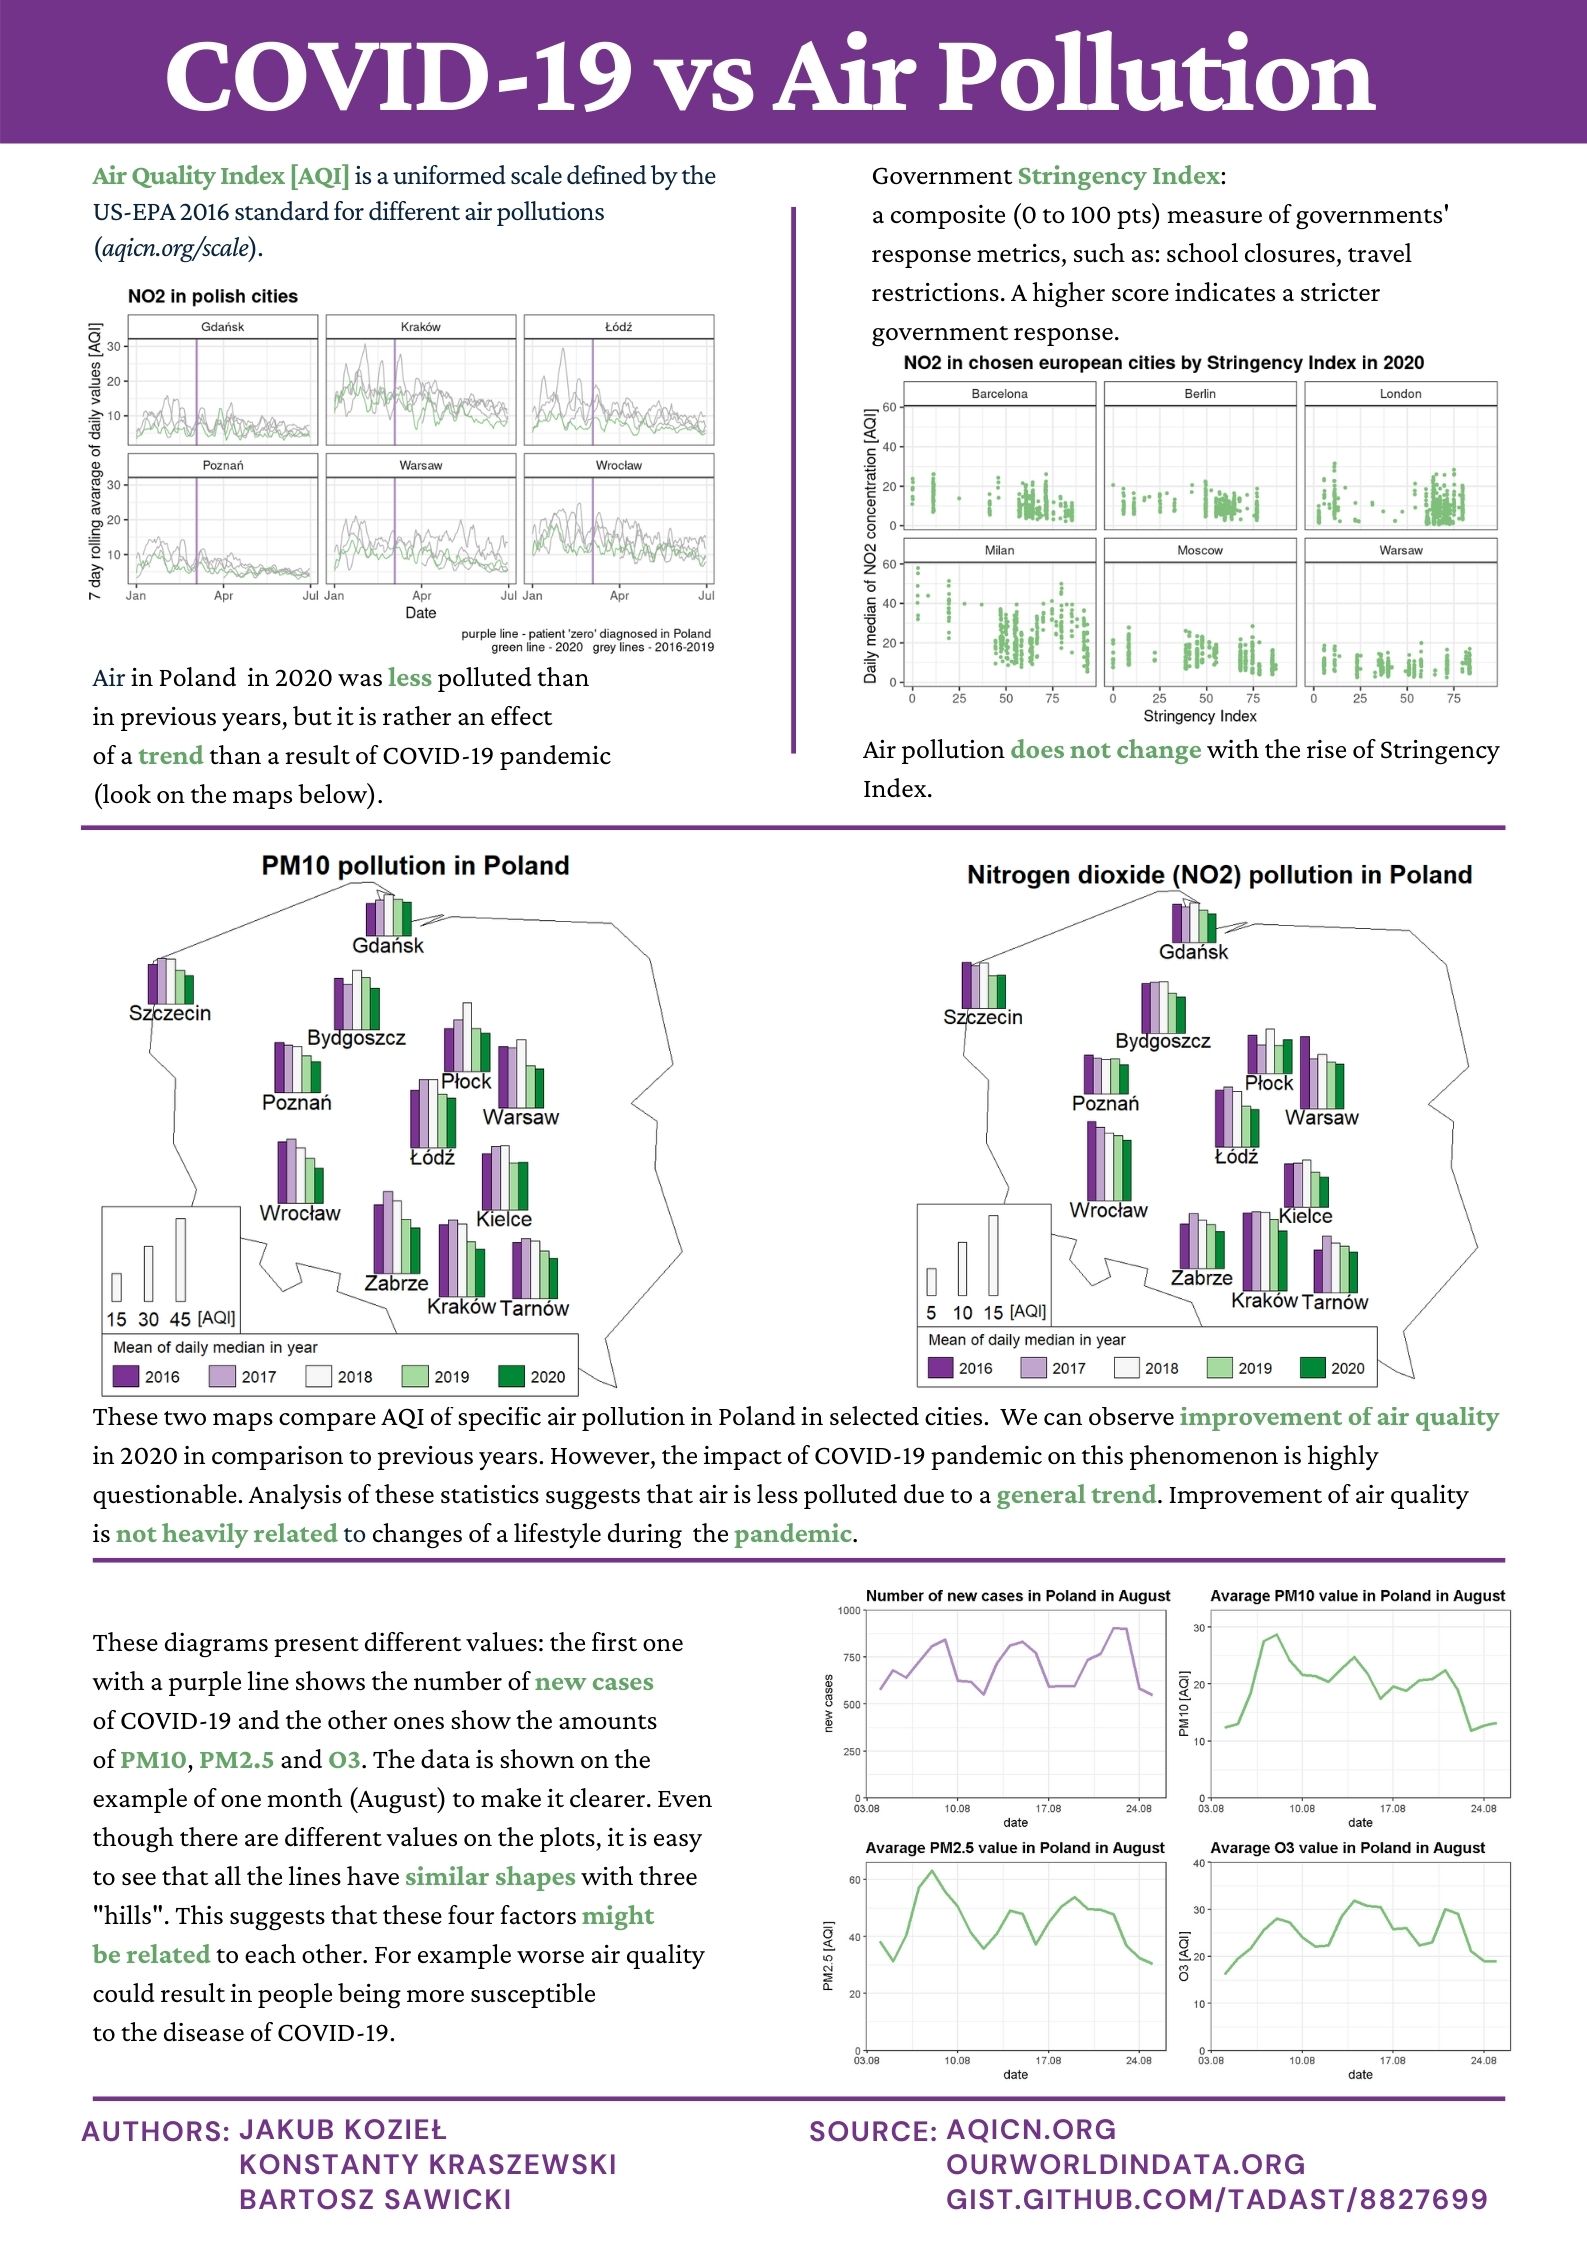 COVID-19 vs Air Pollution
Air Quality Index [AQI] is a uniformed scale defined by the
US-EPA 2016 standard for different air pollutions
(aqicn.org/scale).
NO2 in polish cities
Gdańsk Kraków Łódź
30
20
10
Poznań Warsaw Wrocław
30
20
10
7 day rolling avarage of daily values [AQI]
Jan Apr Jul Jan Apr Jul Jan Apr Jul
Date
purple line - patient 'zero' diagnosed in Poland
green line - 2020 grey lines - 2016-2019
Air in Poland in 2020 was less polluted than
in previous years, but it is rather an effect
of a trend than a result of COVID-19 pandemic
(look on the maps below).
Government Stringency Index:
a composite (0 to 100 pts) measure of governments'
response metrics, such as: school closures, travel
restrictions. A higher score indicates a stricter
government response.
NO2 in chosen european cities by Stringency Index in 2020
Barcelona Berlin London
60
40
20
0
Milan Moscow Warsaw
60
40
20
0
Daily median of NO2 concentration [AQI]
0 25 50 75 0 25 50 75 0 25 50 75
Stringency Index
Air pollution does not change with the rise of Stringency
Index.
PM10 pollution in Poland
Gdańsk
Szczecin
Bydgoszcz
Płock
Poznań
Warsaw
Łódź
Wrocław
Kielce
Zabrze
Kraków Tarnów
15 30 45 [AQI]
Mean of daily median in year
2016 2017 2018 2019 2020
Nitrogen dioxide (NO2) pollution in Poland
Gdańsk
Szczecin
Bydgoszcz
Płock
Poznań
Warsaw
Łódź
Wrocław
Kielce
Zabrze
Kraków Tarnów
5 10 15 [AQI]
Mean of daily median in year
2016 2017 2018 2019 2020
These two maps compare AQI of specific air pollution in Poland in selected cities. We can observe improvement of air quality
in 2020 in comparison to previous years. However, the impact of COVID-19 pandemic on this phenomenon is highly
questionable. Analysis of these statistics suggests that air is less polluted due to a general trend. Improvement of air quality
is not heavily related to changes of a lifestyle during the pandemic.
These diagrams present different values: the first one
with a purple line shows the number of new cases
of COVID-19 and the other ones show the amounts
of PM10, PM2.5 and O3. The data is shown on the
example of one month (August) to make it clearer. Even
though there are different values on the plots, it is easy
to see that all the lines have similar shapes with three
"hills". This suggests that these four factors might
be related to each other. For example worse air quality
could result in people being more susceptible
to the disease of COVID-19.
Number of new cases in Poland in August
1000
750
500
250
0
new cases
03.08 10.08 17.08 24.08
date
Avarage PM10 value in Poland in August
30
20
10
0
PM10 [AQI]
03.08 10.08 17.08 24.08
date
Avarage PM2.5 value in Poland in August
60
40
20
0
PM2.5 [AQI]
03.08 10.08 17.08 24.08
date
Avarage O3 value in Poland in August
40
30
20
10
0
O3 [AQI]
03.08 10.08 17.08 24.08
date
AUTHORS: JAKUB KOZIEŁ
KONSTANTY KRASZEWSKI
BARTOSZ SAWICKI
SOURCE: AQICN.ORG
OURWORLDINDATA.ORG
GIST.GITHUB.COM/TADAST/8827699